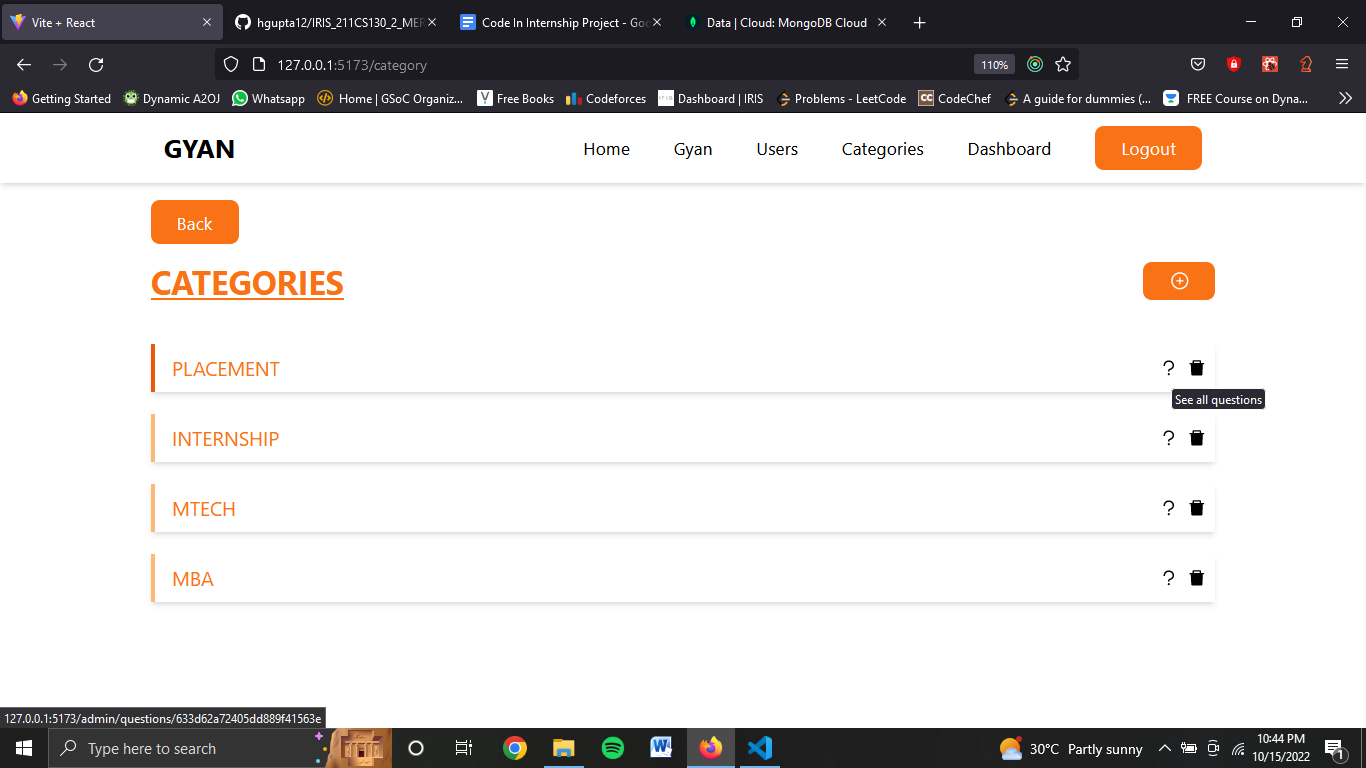 Vite + React
hgupta12/IRIS_211CS130_2_MER
Code In Internship Project - Goo
Data | Cloud: MongoDB Cloud
127.0.0.1:5173/category
110%
Getting Started
Dynamic A2OJ
Whatsapp
Home | GSoC Organiz...
Free Books
Codeforces
Dashboard | IRIS
Problems - LeetCode
CC
CodeChef
A guide for dummies (...
FREE Course on Dyna...
GYAN
Home
Gyan
Users
Categories
Dashboard
Logout
Back
CATEGORIES
PLACEMENT
?
See all questions
INTERNSHIP
?
MTECH
?
MBA
?
127.0.0.1:5173/admin/questions/633d62a72405dd889f41563e
Type here to search
30°C Partly sunny
10:44 PM
10/15/2022
1